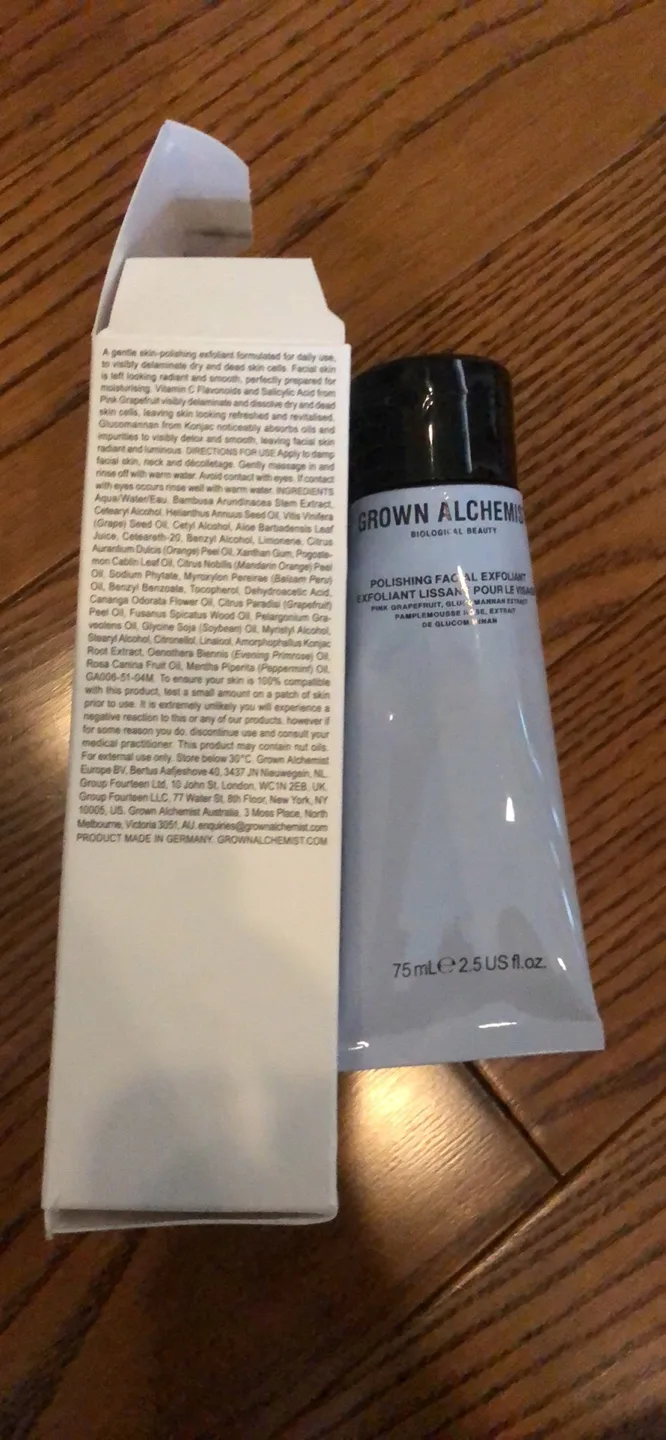 A gentle skin-polishing exfoliant formulated for daily use,
to visibly delaminate dry and dead skin cells. Facial skin
is left looking radiant and smooth, perfectly prepared for
moisturising. Vitamin C Flavonoids and Salicylic Acid from
Pink Grapefruit visibly delaminate and dissolve dry and dead
skin cells, leaving skin looking refreshed and revitalised.
Glucomannan from Konjac noticeably absorbs oils and
impurities to visibly detox and smooth, leaving facial skin
radiant and luminous. DIRECTIONS FOR USE Apply to damp
facial skin, neck and décolletage. Gently massage in and
rinse off with warm water. Avoid contact with eyes. If contact
with eyes occurs rinse well with warm water. INGREDIENTS
Aqua/Water/Eau, Bambusa Arundinacea Stem Extract,
Cetearyl Alcohol, Helianthus Annuus Seed Oil, Vitis Vinifera
(Grape) Seed Oil, Cetyl Alcohol, Aloe Barbadensis Leaf
Juice, Ceteareth-20, Benzyl Alcohol, Limonene, Citrus
Aurantium Dulcis (Orange) Peel Oil, Xanthan Gum, Pogoste-
mon Cablin Leaf Oil, Citrus Nobilis (Mandarin Orange) Peel
Oil, Sodium Phytate, Myroxylon Pereirae (Balsam Peru)
Oil, Benzyl Benzoate, Tocopherol, Dehydroacetic Acid,
Cananga Odorata Flower Oil, Citrus Paradisi (Grapefruit)
Peel Oil, Fusanus Spicatus Wood Oil, Pelargonium Gra-
veolens Oil, Glycine Soja (Soybean) Oil, Myristyl Alcohol,
Stearyl Alcohol, Citronellol, Linalool, Amorphophallus Konjac
Root Extract, Oenothera Biennis (Evening Primrose) Oil,
Rosa Canina Fruit Oil, Mentha Piperita (Peppermint) Oil,
GA006-51-04M. To ensure your skin is 100% compatible
with this product, test a small amount on a patch of skin
prior to use. It is extremely unlikely you will experience a
negative reaction to this or any of our products, however if
for some reason you do, discontinue use and consult your
medical practitioner. This product may contain nut oils.
For external use only. Store below 30°C. Grown Alchemist
Europe BV, Bertus Aafjeshove 40, 3437 JN Nieuwegein, NL.
Group Fourteen Ltd, 10 John St, London, WC1N 2EB, UK.
Group Fourteen LLC, 77 Water St, 8th Floor, New York, NY
10005, US. Grown Alchemist Australia, 3 Moss Place, North
Melbourne, Victoria 3051, AU. enquiries@grownalchemist.com
PRODUCT MADE IN GERMANY. GROWNALCHEMIST.COM
GROWN ALCHEMIST
BIOLOGICAL BEAUTY
POLISHING FACIAL EXFOLIANT
EXFOLIANT LISSANT POUR LE VISAGE
PINK GRAPEFRUIT, GLUCOMANNAN EXTRACT
PAMPLEMOUSSE ROSE, EXTRAIT
DE GLUCOMANNAN
75 mL ℮ 2.5 US fl.oz.